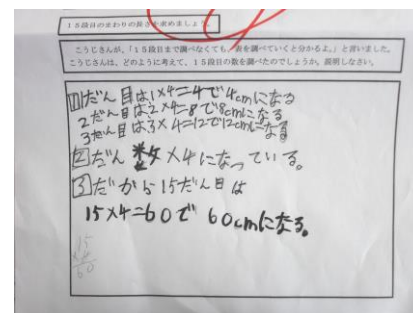 15段目のまわりの長さを求めましょう。
こうじさんが、「15段目まで調べなくても、表を調べていくと分かるよ。」と言いました。
こうじさんは、どのように考えて、15段目の数を調べたのでしょうか。説明しなさい。
1だん目は1×4=4で4cmになる
2だん目は2×4=8で8cmになる
3だん目は3×4=12で12cmになる
2だん数×4になっている。
3だから15だん目は
15×4=60で 60cmになる。
15
×4
60